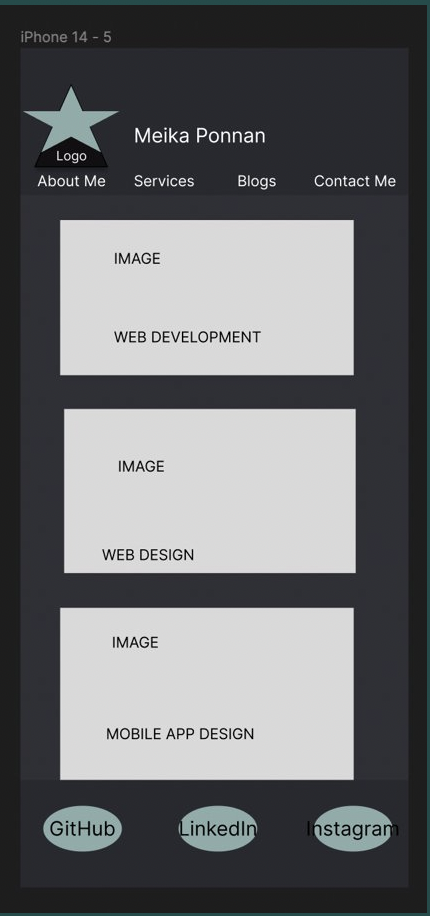 iPhone 14 - 5
Meika Ponnan
Logo
About Me Services Blogs Contact Me
IMAGE
WEB DEVELOPMENT
IMAGE
WEB DESIGN
IMAGE
MOBILE APP DESIGN
GitHub LinkedIn Instagram